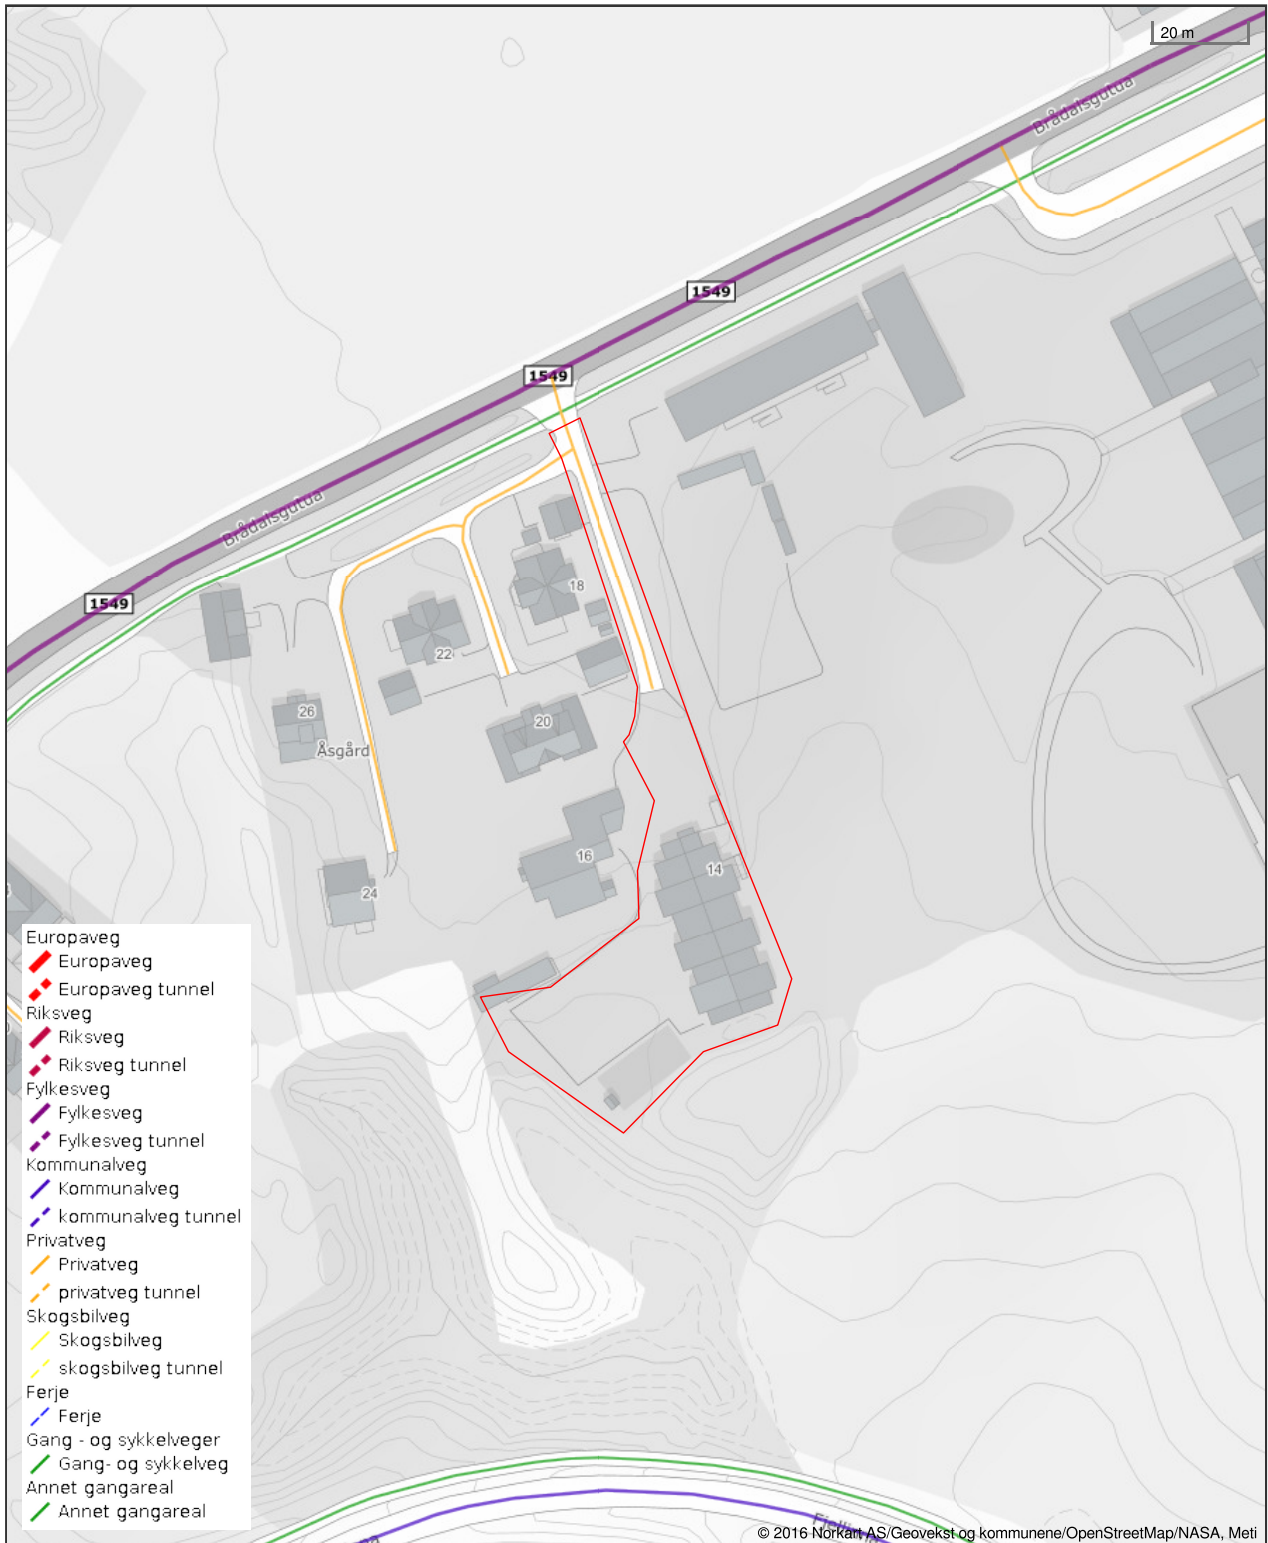 20 m
Brådalsgutua
1549
1549
Brådalsgutua
18
1549
22
26
20
Åsgård
16
14
24
Europaveg
Europaveg
Europaveg tunnel
Riksveg
Riksveg
Riksveg tunnel
Fylkesveg
Fylkesveg
Fylkesveg tunnel
Kommunalveg
Kommunalveg
kommunalveg tunnel
Privatveg
Privatveg
privatveg tunnel
Skogsbilveg
Skogsbilveg
skogsbilveg tunnel
Ferje
Ferje
Gang - og sykkelveger
Gang- og sykkelveg
Annet gangareal
Annet gangareal
© 2016 Norkart AS/Geovekst og kommunene/OpenStreetMap/NASA, Meti